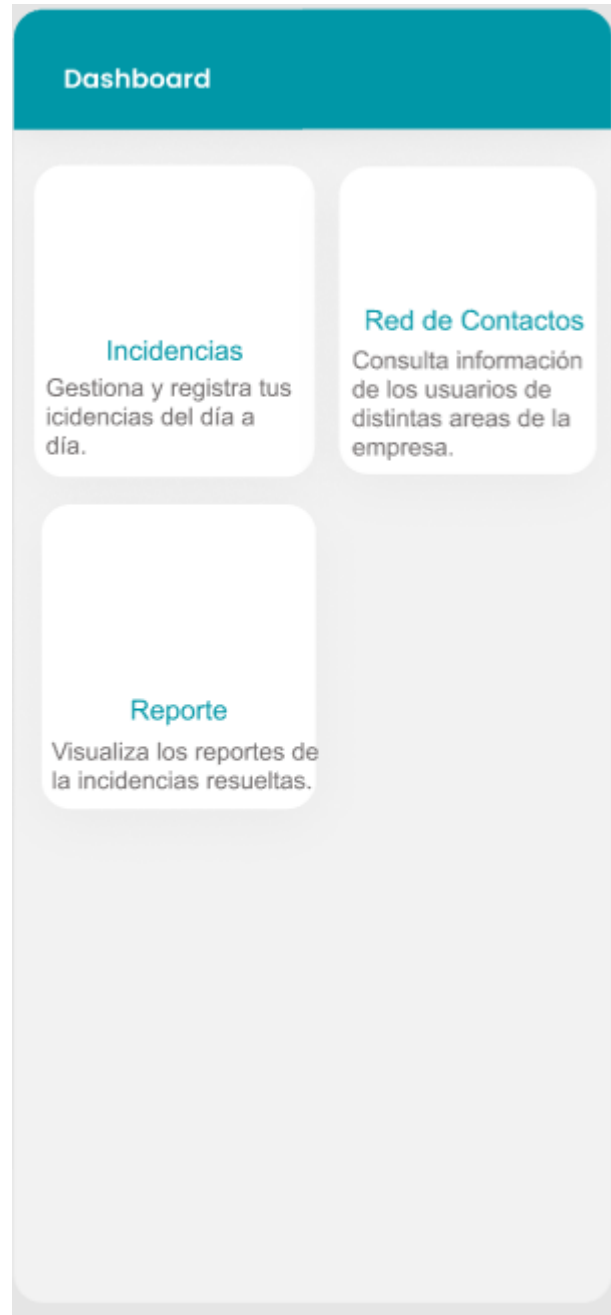 Dashboard
Incidencias
Gestiona y registra tus
icidencias del día a
día.
Red de Contactos
Consulta información
de los usuarios de
distintas areas de la
empresa.
Reporte
Visualiza los reportes de
la incidencias resueltas.